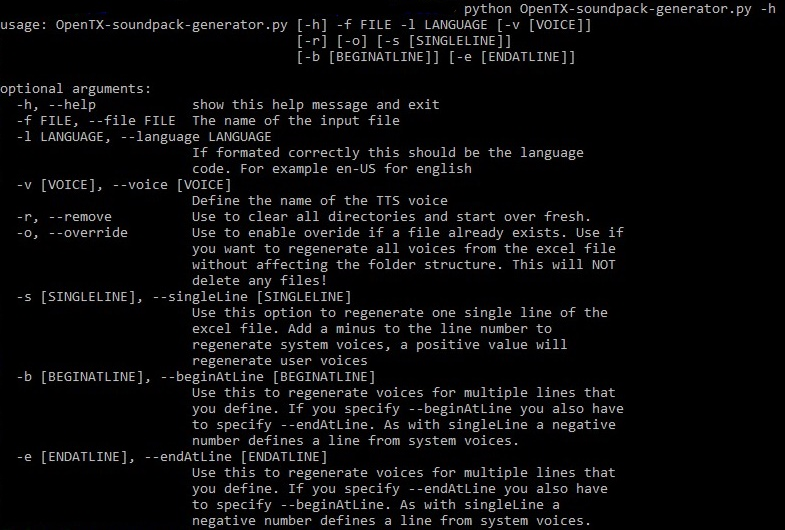 python OpenTX-soundpack-generator.py -h
usage: OpenTX-soundpack-generator.py [-h] -f FILE -l LANGUAGE [-v [VOICE]]
[-r] [-o] [-s [SINGLELINE]]
[-b [BEGINATLINE]] [-e [ENDATLINE]]
optional arguments:
-h, --help show this help message and exit
-f FILE, --file FILE The name of the input file
-l LANGUAGE, --language LANGUAGE
If formated correctly this should be the language
code. For example en-US for english
-v [VOICE], --voice [VOICE]
Define the name of the TTS voice
-r, --remove Use to clear all directories and start over fresh.
-o, --override Use to enable overide if a file already exists. Use if
you want to regenerate all voices from the excel file
without affecting the folder structure. This will NOT
delete any files!
-s [SINGLELINE], --singleLine [SINGLELINE]
Use this option to regenerate one single line of the
excel file. Add a minus to the line number to
regenerate system voices, a positive value will
regenerate user voices
-b [BEGINATLINE], --beginAtLine [BEGINATLINE]
Use this to regenerate voices for multiple lines that
you define. If you specify --beginAtLine you also have
to specify --endAtLine. As with singleLine a negative
number defines a line from system voices.
-e [ENDATLINE], --endAtLine [ENDATLINE]
Use this to regenerate voices for multiple lines that
you define. If you specify --endAtLine you also have
to specify --beginAtLine. As with singleLine a
negative number defines a line from system voices.